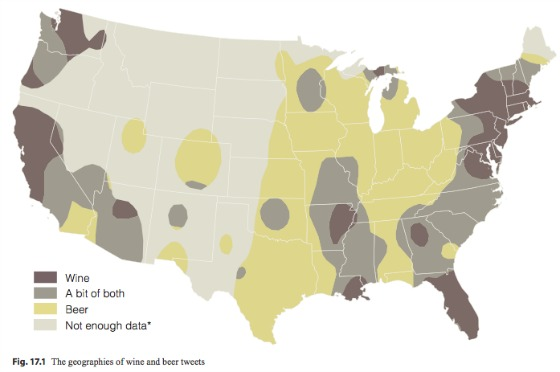 Wine
A bit of both
Beer
Not enough data*
Fig. 17.1 The geographies of wine and beer tweets